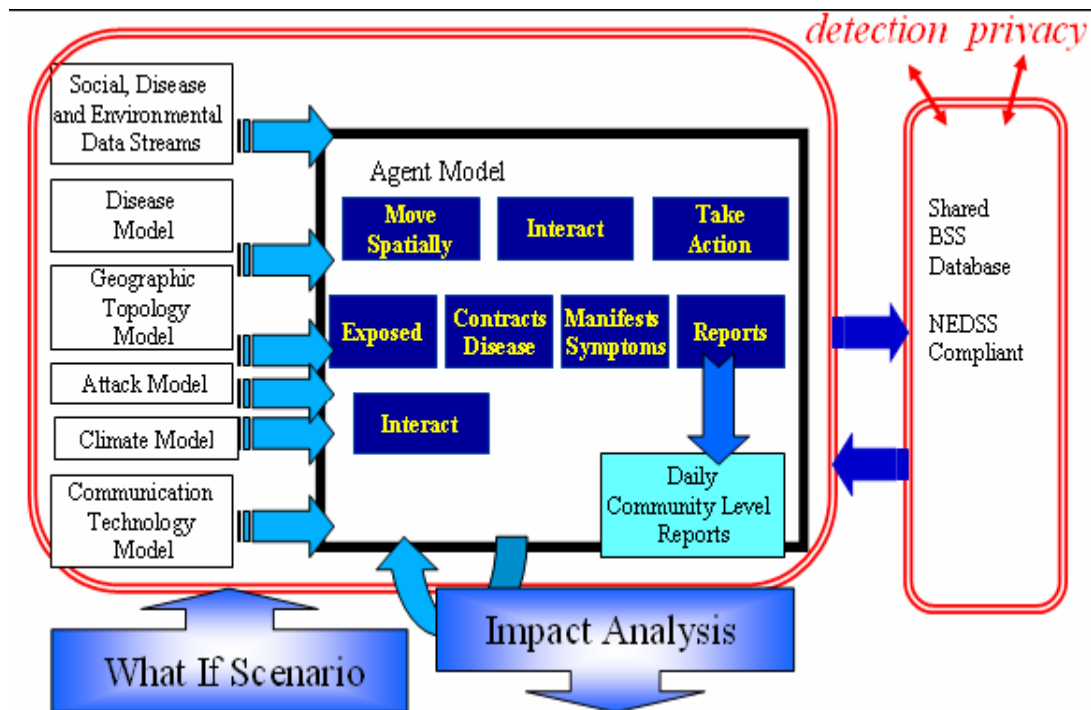 detection privacy
Social, Disease
and Environmental
Data Streams
Disease
Model
Geographic
Topology
Model
Attack Model
Climate Model
Communication
Technology
Model
Agent Model
Move
Spatially
Interact
Take
Action
Exposed
Contracts
Disease
Manifests
Symptoms
Reports
Interact
Daily
Community Level
Reports
Shared
BSS
Database
NEDSS
Compliant
What If Scenario
Impact Analysis